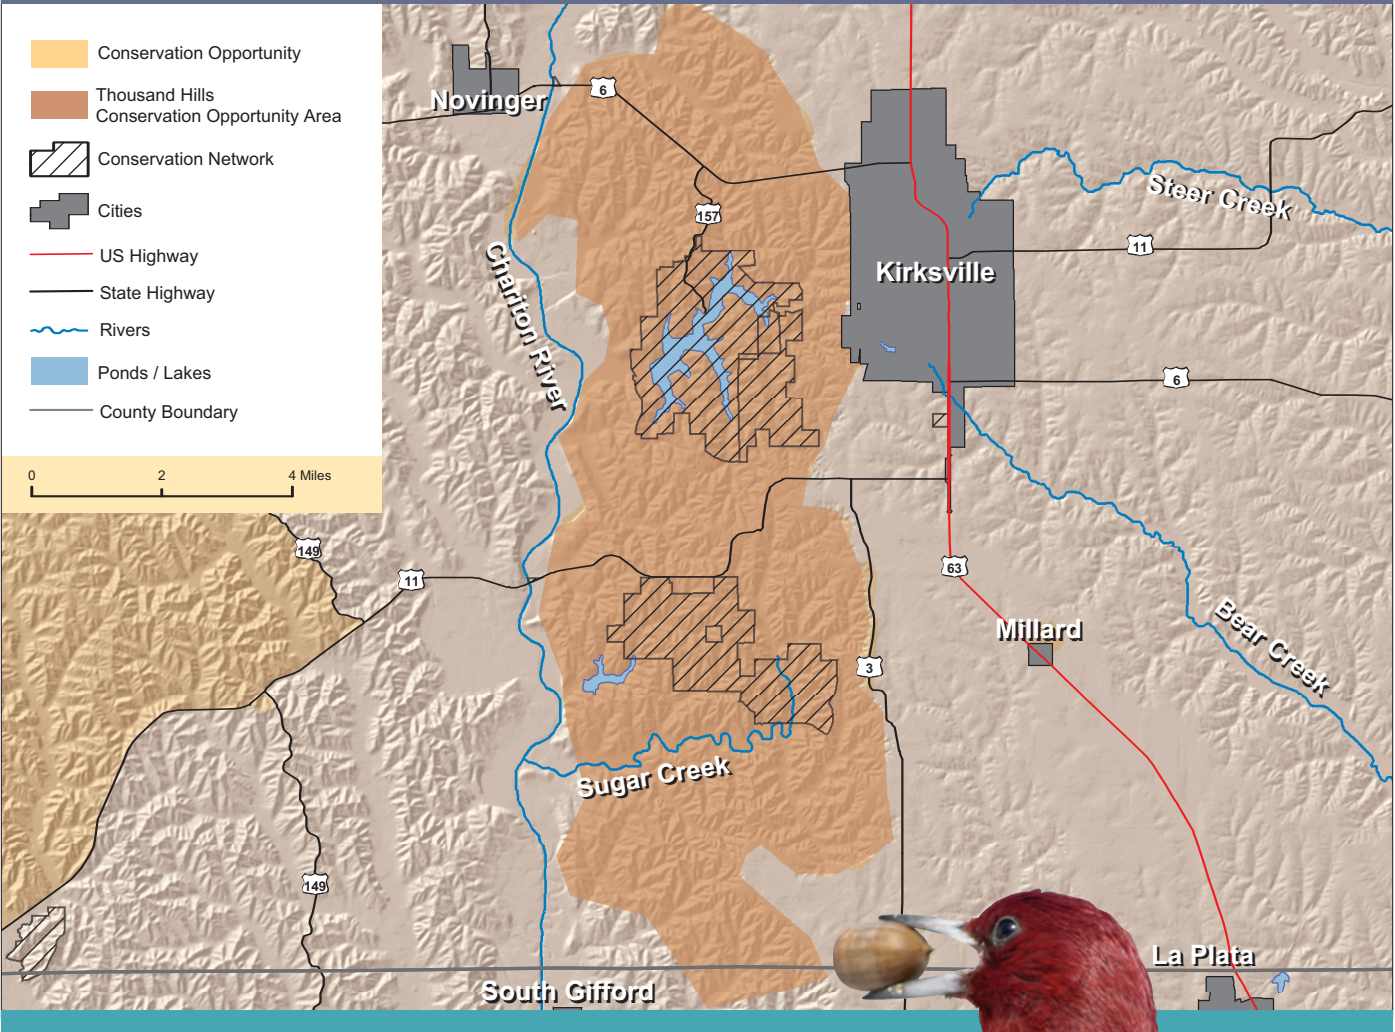 Conservation Opportunity
Thousand Hills
Conservation Opportunity Area
Conservation Network
Cities
US Highway
State Highway
Rivers
Ponds / Lakes
County Boundary
0 2 4 Miles
Novinger
6
157
Steer Creek
11
Kirksville
Chariton River
6
149
11
63
Millard
Bear Creek
3
Sugar Creek
149
La Plata
South Gifford